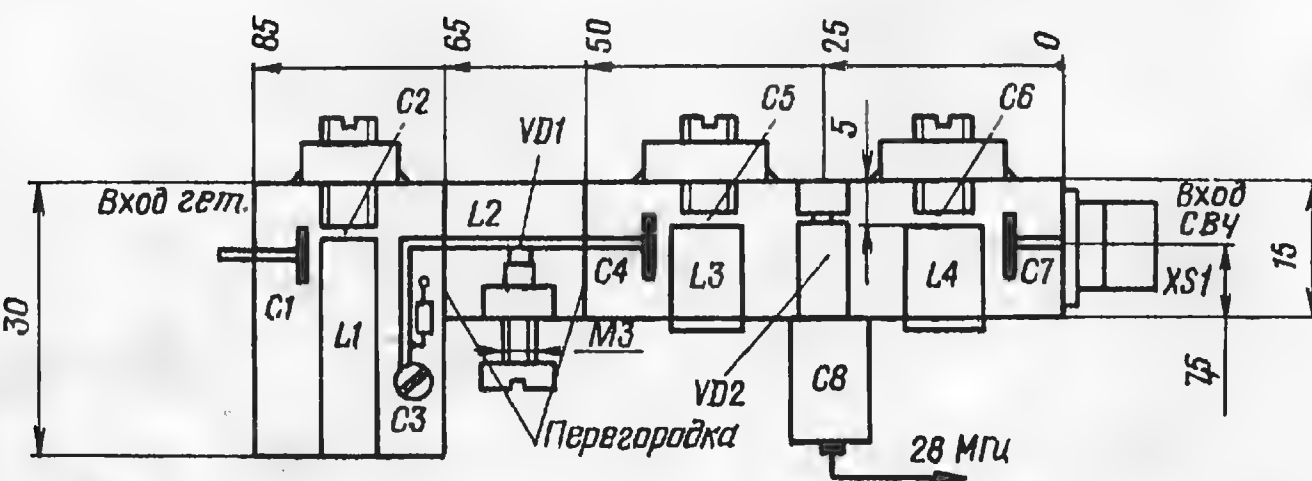 85
65
50
25
0
C2
VD1
C5
5
C6
Вход гет.
L2
Вход
СВЧ
C4
L3
L4
C7
XS1
15
30
C1
L1
М3
C3
VD2
C8
7,5
Перегородка
28 МГц